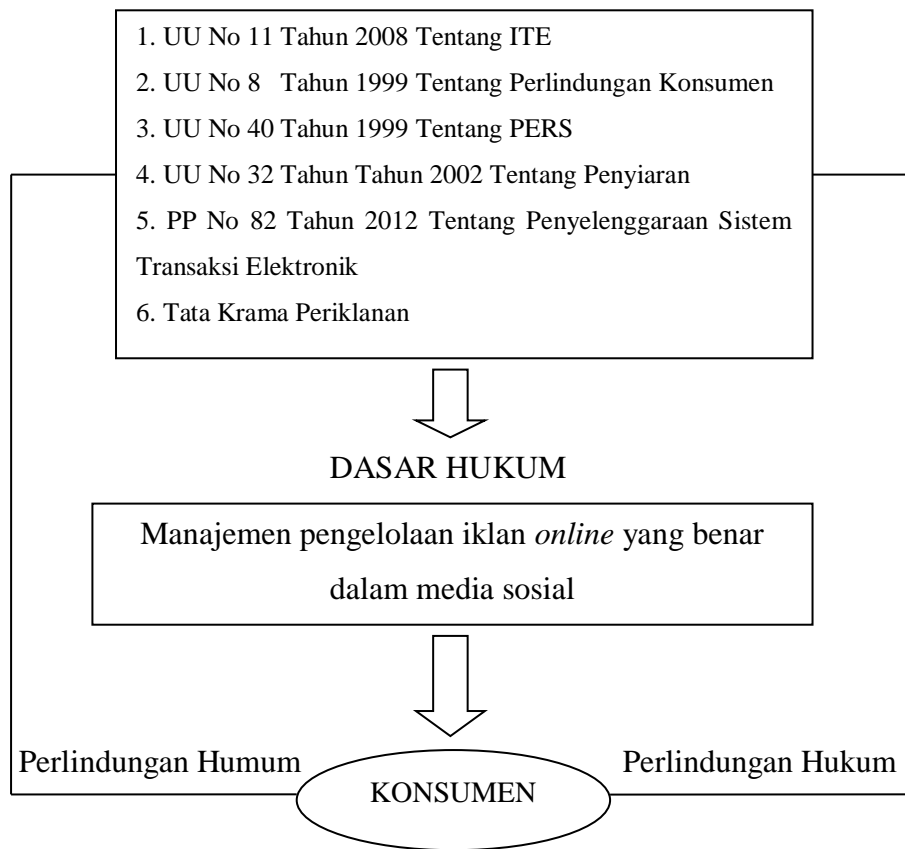 1. UU No 11 Tahun 2008 Tentang ITE
2. UU No 8 Tahun 1999 Tentang Perlindungan Konsumen
3. UU No 40 Tahun 1999 Tentang PERS
4. UU No 32 Tahun Tahun 2002 Tentang Penyiaran
5. PP No 82 Tahun 2012 Tentang Penyelenggaraan Sistem
Transaksi Elektronik
6. Tata Krama Periklanan
DASAR HUKUM
Manajemen pengelolaan iklan online yang benar
dalam media sosial
Perlindungan Humum
KONSUMEN
Perlindungan Hukum